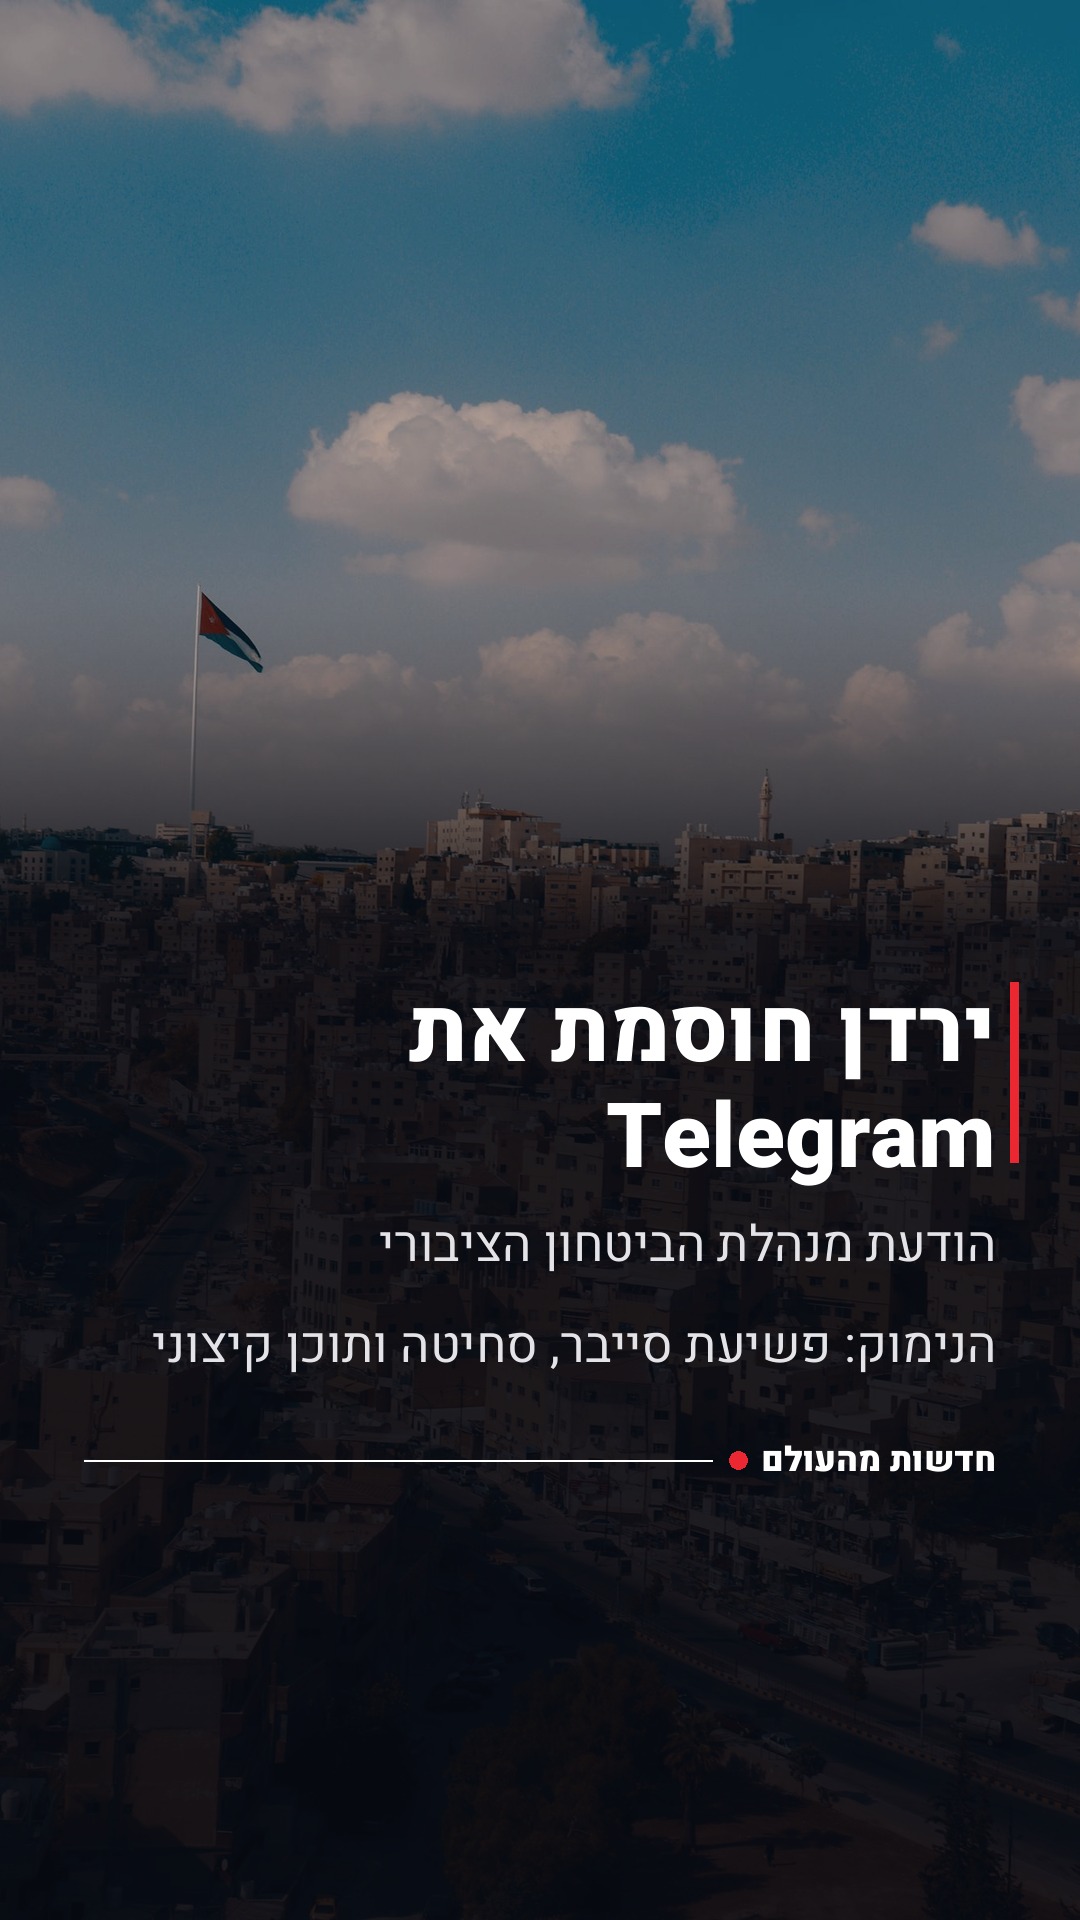 ירדן חוסמת את
Telegram
הודעת מנהלת הביטחון הציבורי
הנימוק: פשיעת סייבר, סחיטה ותוכן קיצוני
חדשות מהעולם